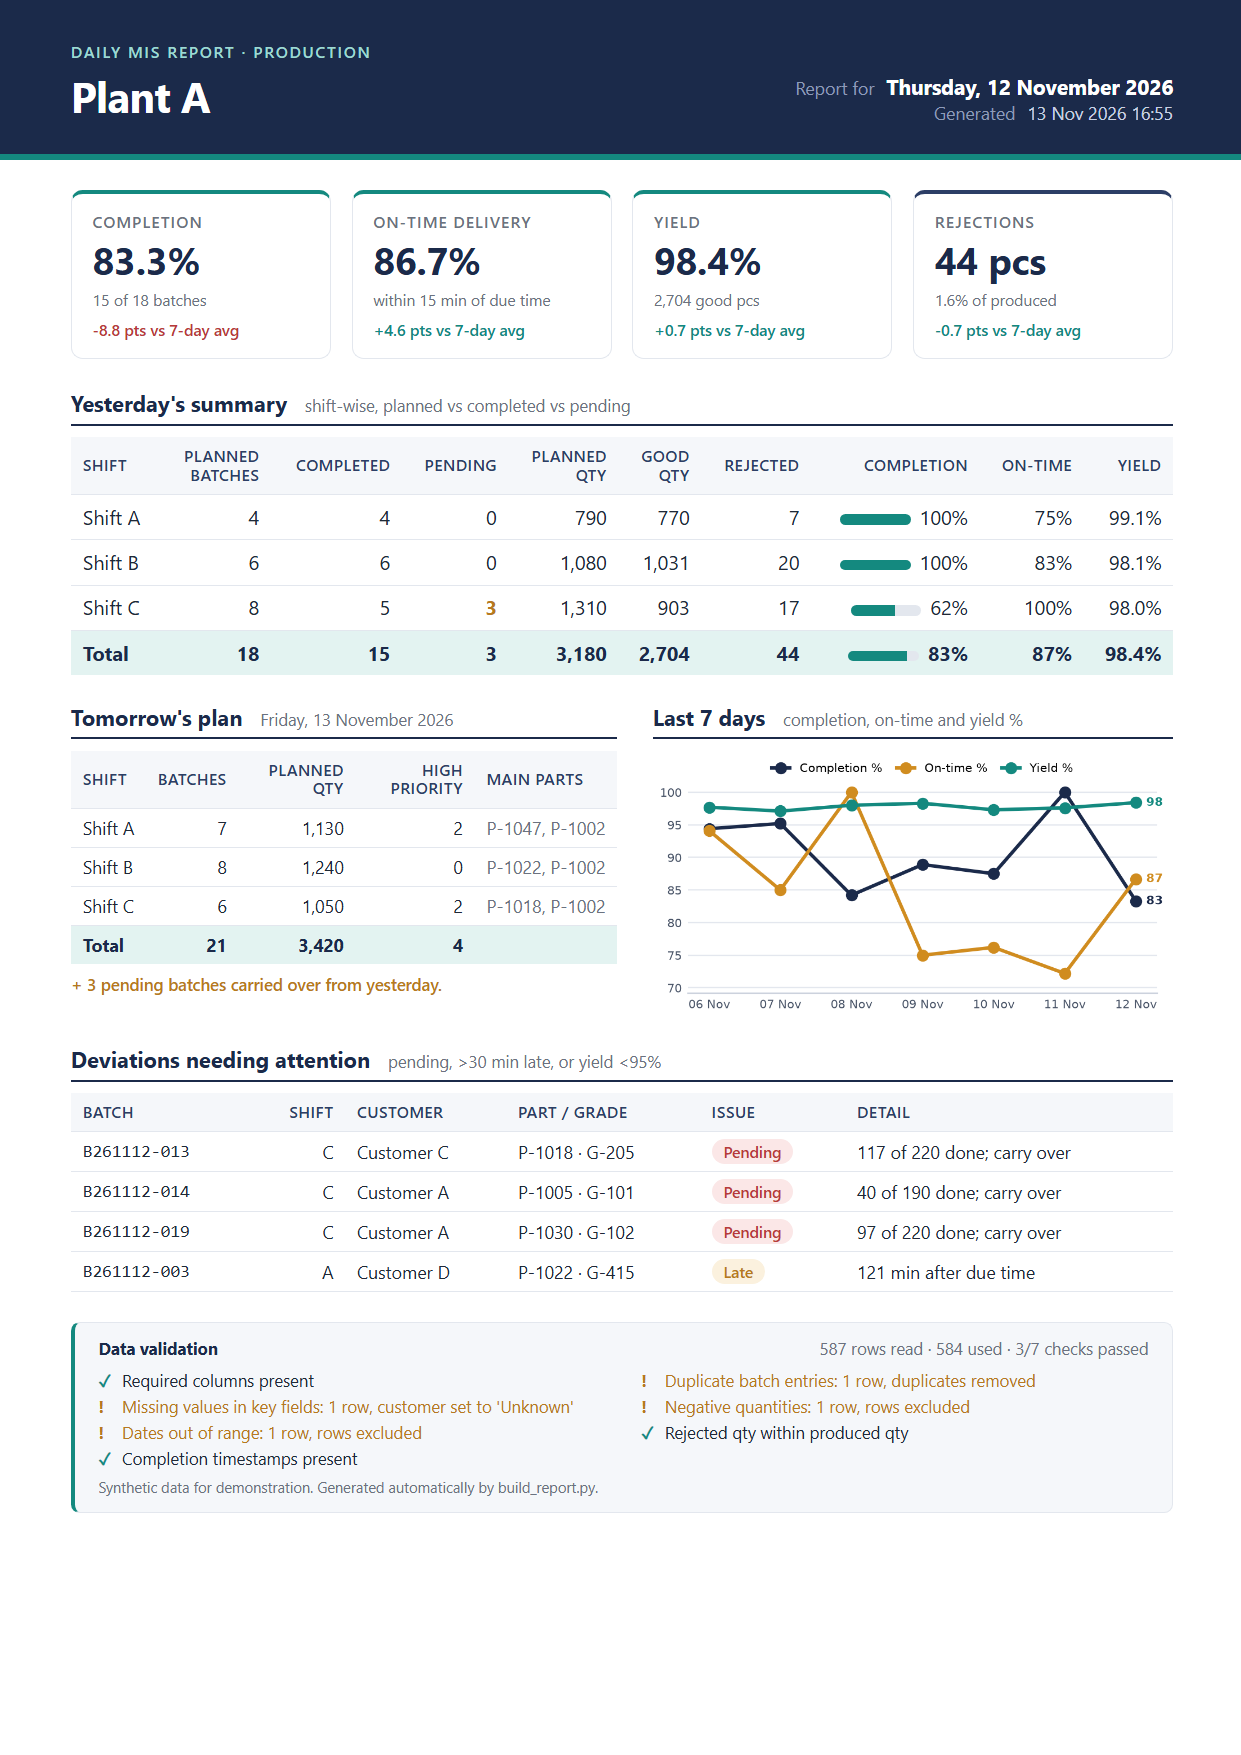 DAILY MIS REPORT · PRODUCTION
Plant A
Report for Thursday, 12 November 2026
Generated 13 Nov 2026 16:55
COMPLETION
83.3%
15 of 18 batches
-8.8 pts vs 7-day avg
ON-TIME DELIVERY
86.7%
within 15 min of due time
+4.6 pts vs 7-day avg
YIELD
98.4%
2,704 good pcs
+0.7 pts vs 7-day avg
REJECTIONS
44 pcs
1.6% of produced
-0.7 pts vs 7-day avg
Yesterday's summary shift-wise, planned vs completed vs pending
SHIFT PLANNED BATCHES COMPLETED PENDING PLANNED QTY GOOD QTY REJECTED COMPLETION ON-TIME YIELD
Shift A 4 4 0 790 770 7 100% 75% 99.1%
Shift B 6 6 0 1,080 1,031 20 100% 83% 98.1%
Shift C 8 5 3 1,310 903 17 62% 100% 98.0%
Total 18 15 3 3,180 2,704 44 83% 87% 98.4%
Tomorrow's plan Friday, 13 November 2026
SHIFT BATCHES PLANNED QTY HIGH PRIORITY MAIN PARTS
Shift A 7 1,130 2 P-1047, P-1002
Shift B 8 1,240 0 P-1022, P-1002
Shift C 6 1,050 2 P-1018, P-1002
Total 21 3,420 4
+ 3 pending batches carried over from yesterday.
Last 7 days completion, on-time and yield %
Completion % On-time % Yield %
100
95
90
85
80
75
70
98
87
83
06 Nov 07 Nov 08 Nov 09 Nov 10 Nov 11 Nov 12 Nov
Deviations needing attention pending, >30 min late, or yield <95%
BATCH SHIFT CUSTOMER PART / GRADE ISSUE DETAIL
B261112-013 C Customer C P-1018 · G-205 Pending 117 of 220 done; carry over
B261112-014 C Customer A P-1005 · G-101 Pending 40 of 190 done; carry over
B261112-019 C Customer A P-1030 · G-102 Pending 97 of 220 done; carry over
B261112-003 A Customer D P-1022 · G-415 Late 121 min after due time
Data validation 587 rows read · 584 used · 3/7 checks passed
✓ Required columns present
! Missing values in key fields: 1 row, customer set to 'Unknown'
! Dates out of range: 1 row, rows excluded
✓ Completion timestamps present
! Duplicate batch entries: 1 row, duplicates removed
! Negative quantities: 1 row, rows excluded
✓ Rejected qty within produced qty
Synthetic data for demonstration. Generated automatically by build_report.py.